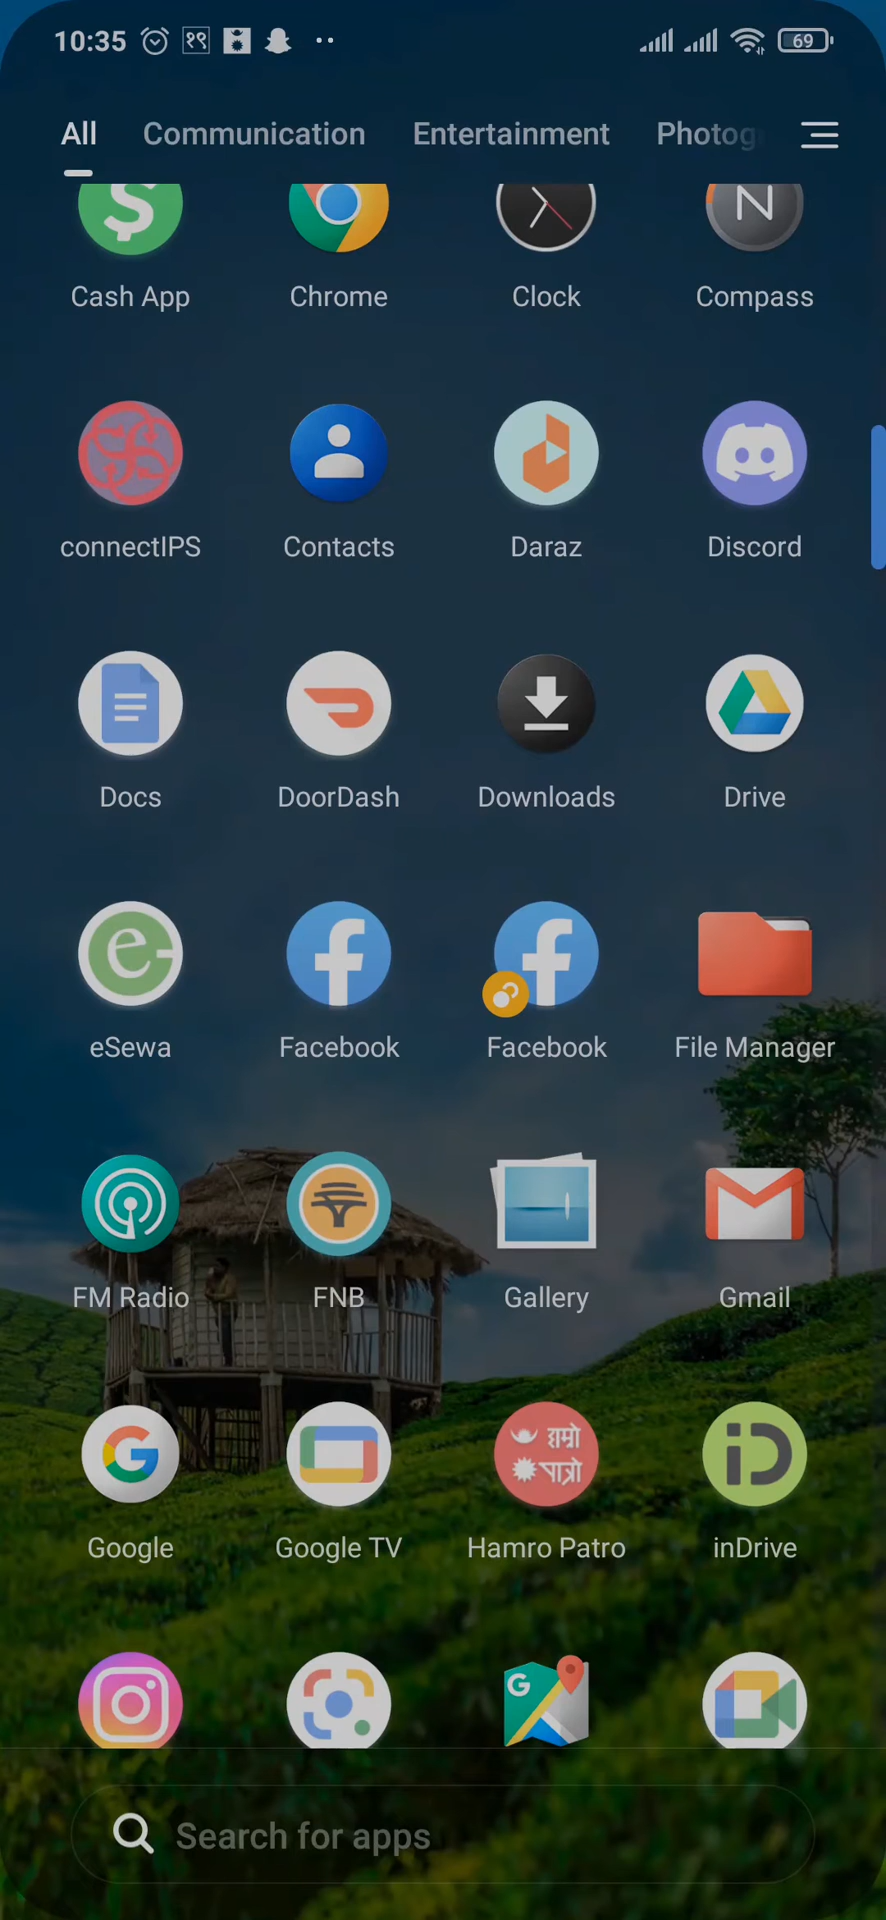 10:35 ११ 69
All Communication Entertainment Photog
Cash App Chrome Clock Compass
connectIPS Contacts Daraz Discord
Docs DoorDash Downloads Drive
eSewa Facebook Facebook File Manager
FM Radio FNB Gallery Gmail
हाम्रो
पात्रो
Google Google TV Hamro Patro inDrive
Search for apps